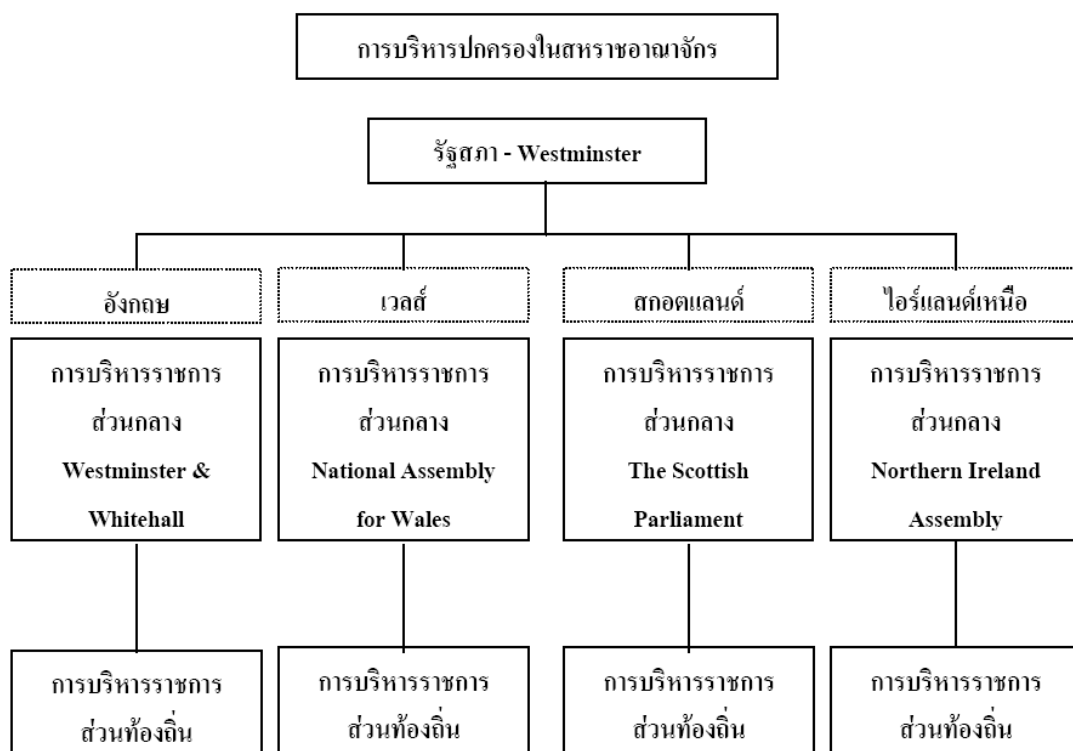 การบริหารปกครองในสหราชอาณาจักร
รัฐสภา - Westminster
อังกฤษ
เวลส์
สกอตแลนด์
ไอร์แลนด์เหนือ
การบริหารราชการ
ส่วนกลาง
Westminster &
Whitehall
การบริหารราชการ
ส่วนกลาง
National Assembly
for Wales
การบริหารราชการ
ส่วนกลาง
The Scottish
Parliament
การบริหารราชการ
ส่วนกลาง
Northern Ireland
Assembly
การบริหารราชการ
ส่วนท้องถิ่น
การบริหารราชการ
ส่วนท้องถิ่น
การบริหารราชการ
ส่วนท้องถิ่น
การบริหารราชการ
ส่วนท้องถิ่น